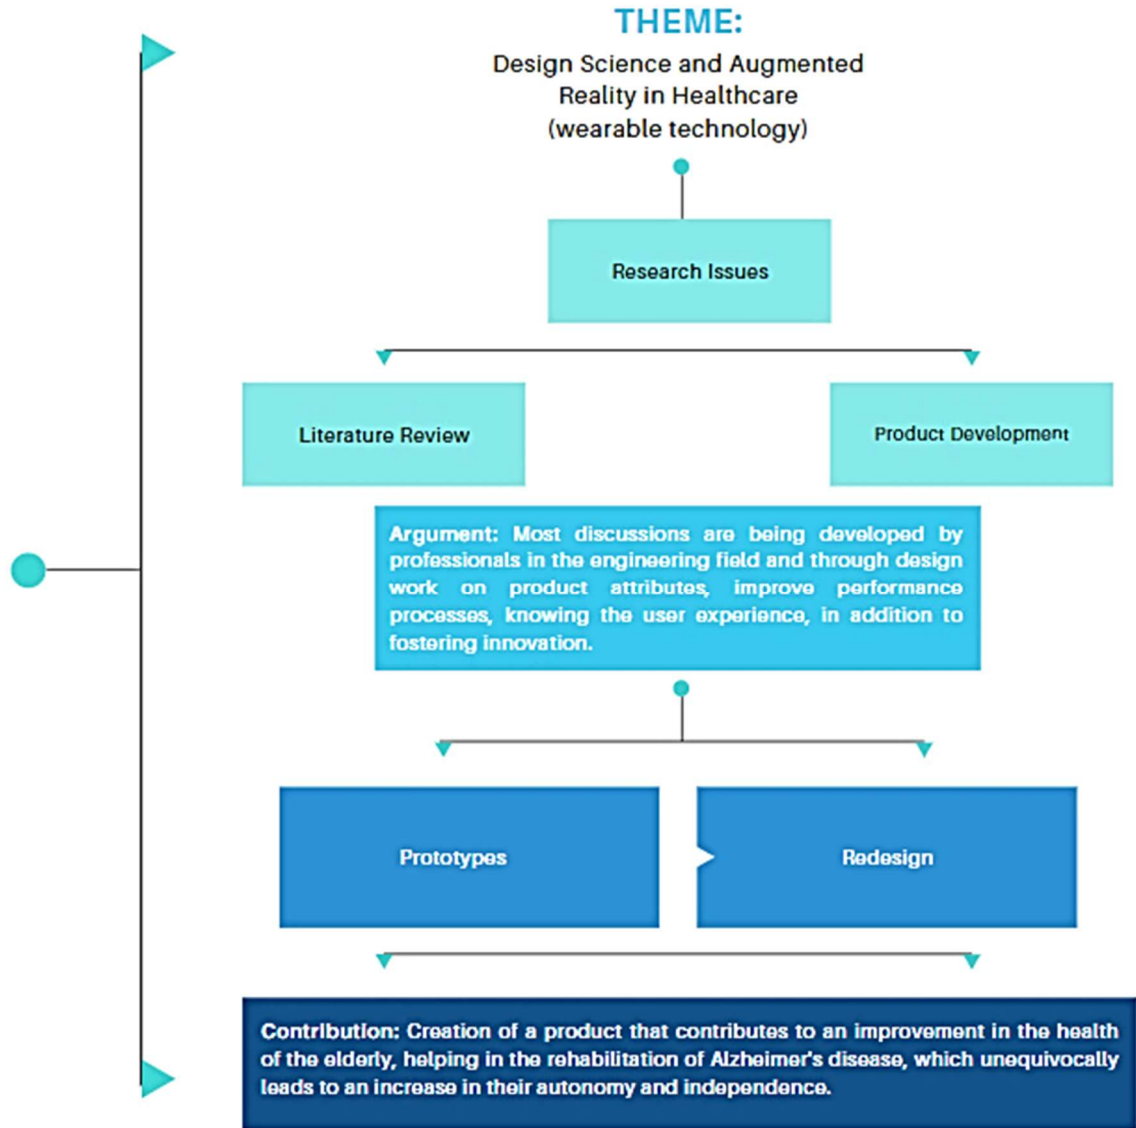 THEME:
Design Science and Augmented
Reality in Healthcare
(wearable technology)
Research Issues
Literature Review
Product Development
Argument: Most discussions are being developed by
professionals in the engineering field and through design
work on product attributes, improve performance
processes, knowing the user experience, in addition to
fostering innovation.
Prototypes
Redesign
Contribution: Creation of a product that contributes to an improvement in the health
of the elderly, helping in the rehabilitation of Alzheimer's disease, which unequivocally
leads to an increase in their autonomy and independence.